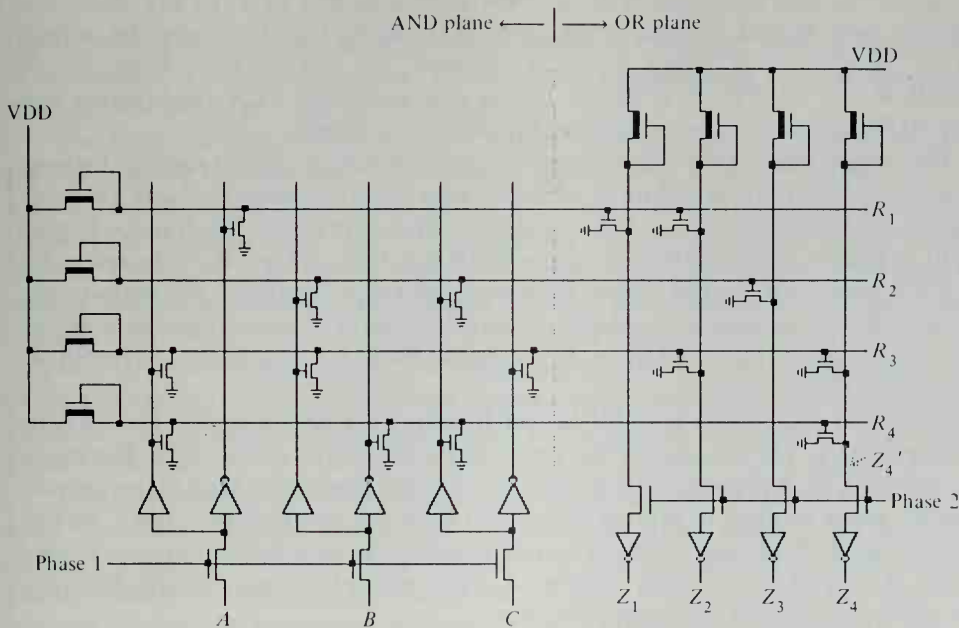 AND plane ← | → OR plane
VDD
VDD
R1
R2
R3
R4
Z4'
Phase 2
Phase 1
A B C Z1 Z2 Z3 Z4